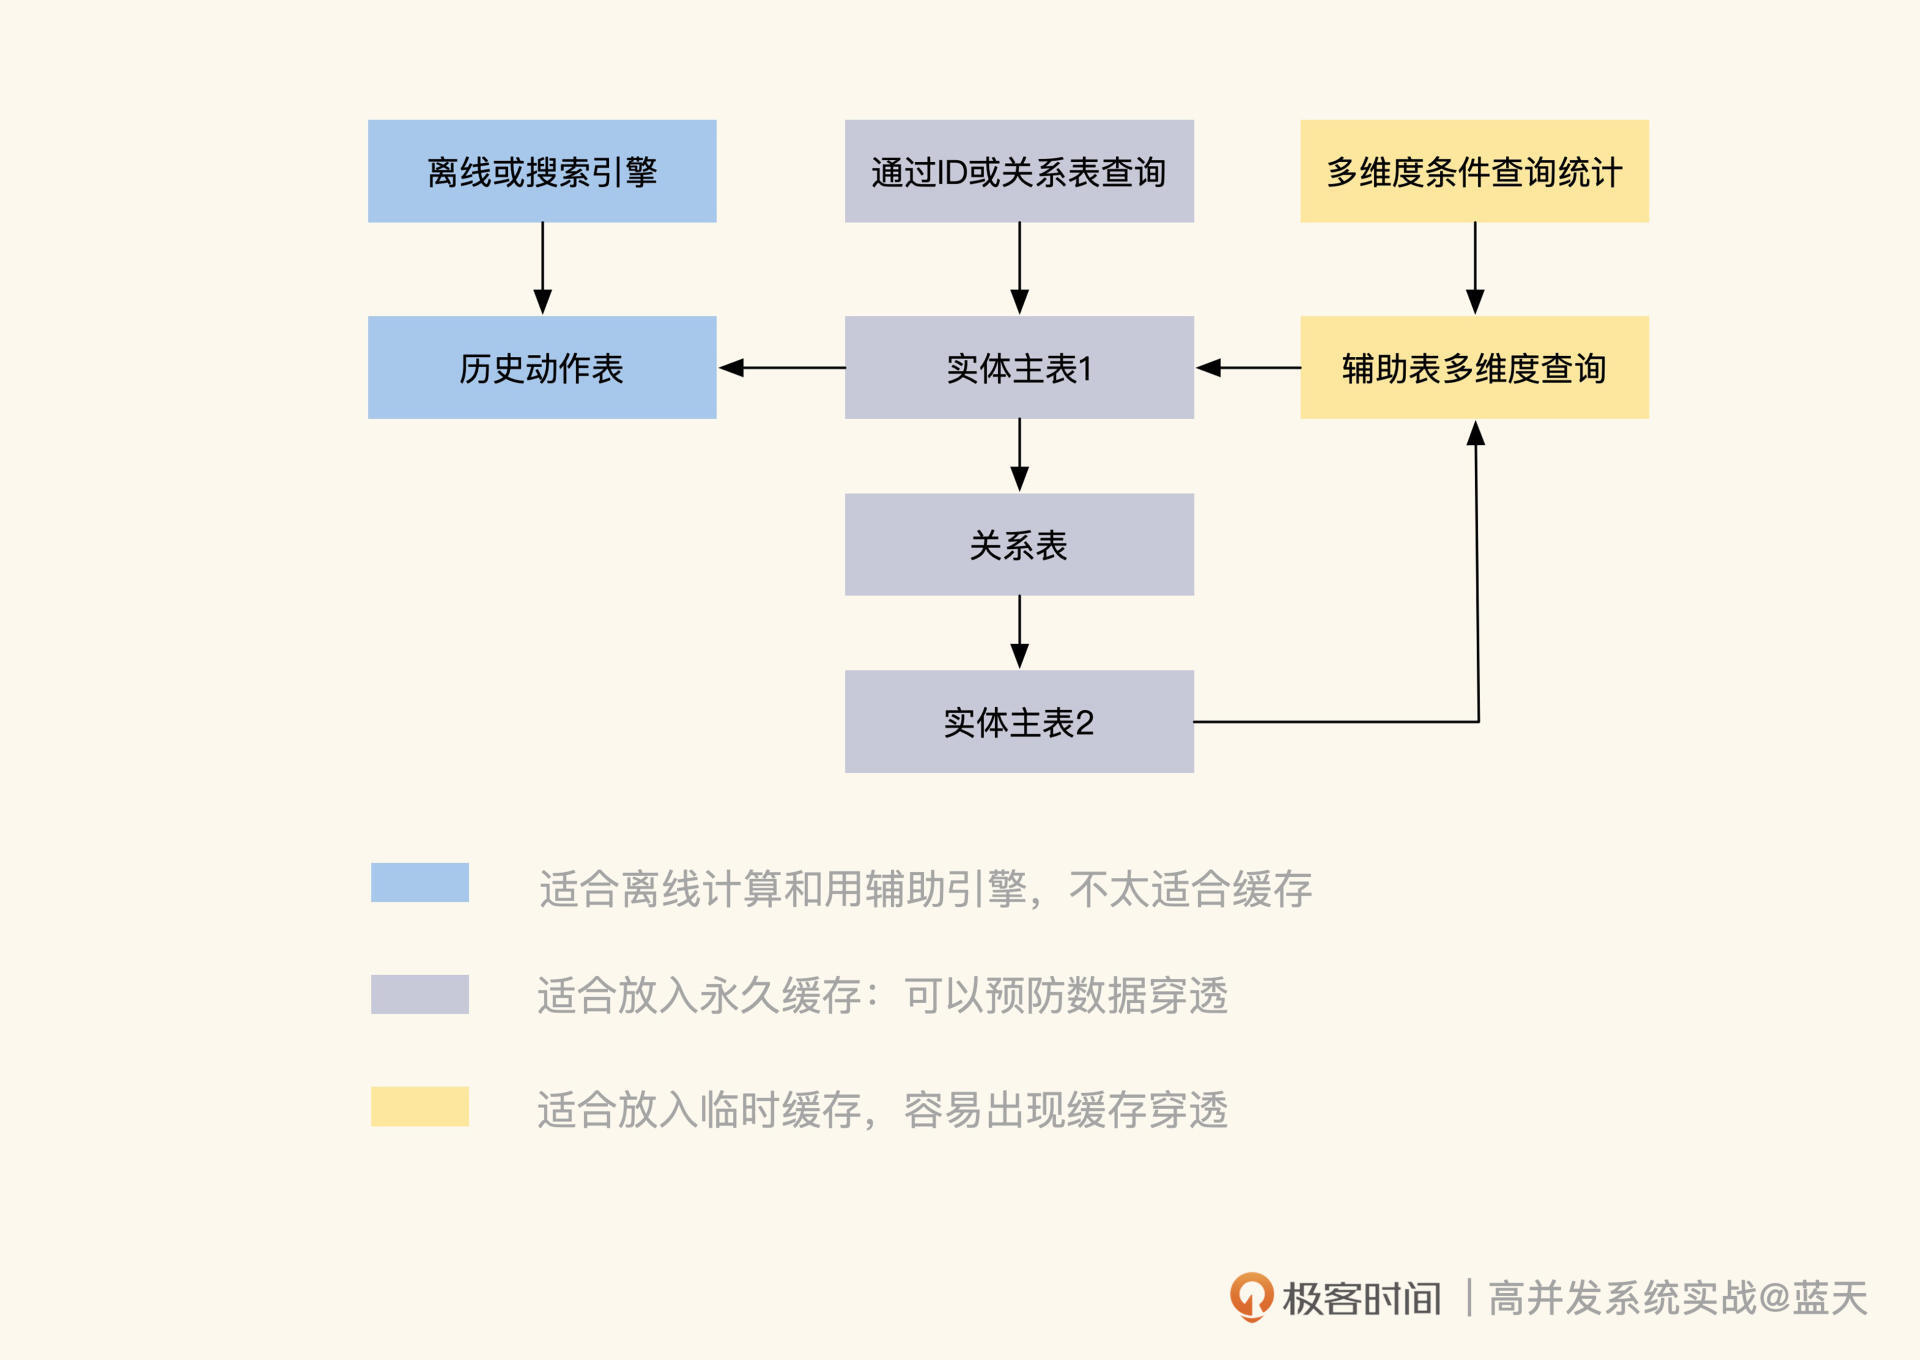 离线或搜索引擎
通过ID或关系表查询
多维度条件查询统计
历史动作表
实体主表1
辅助表多维度查询
关系表
实体主表2
适合离线计算和用辅助引擎，不太适合缓存
适合放入永久缓存：可以预防数据穿透
适合放入临时缓存，容易出现缓存穿透
极客时间 | 高并发系统实战@蓝天